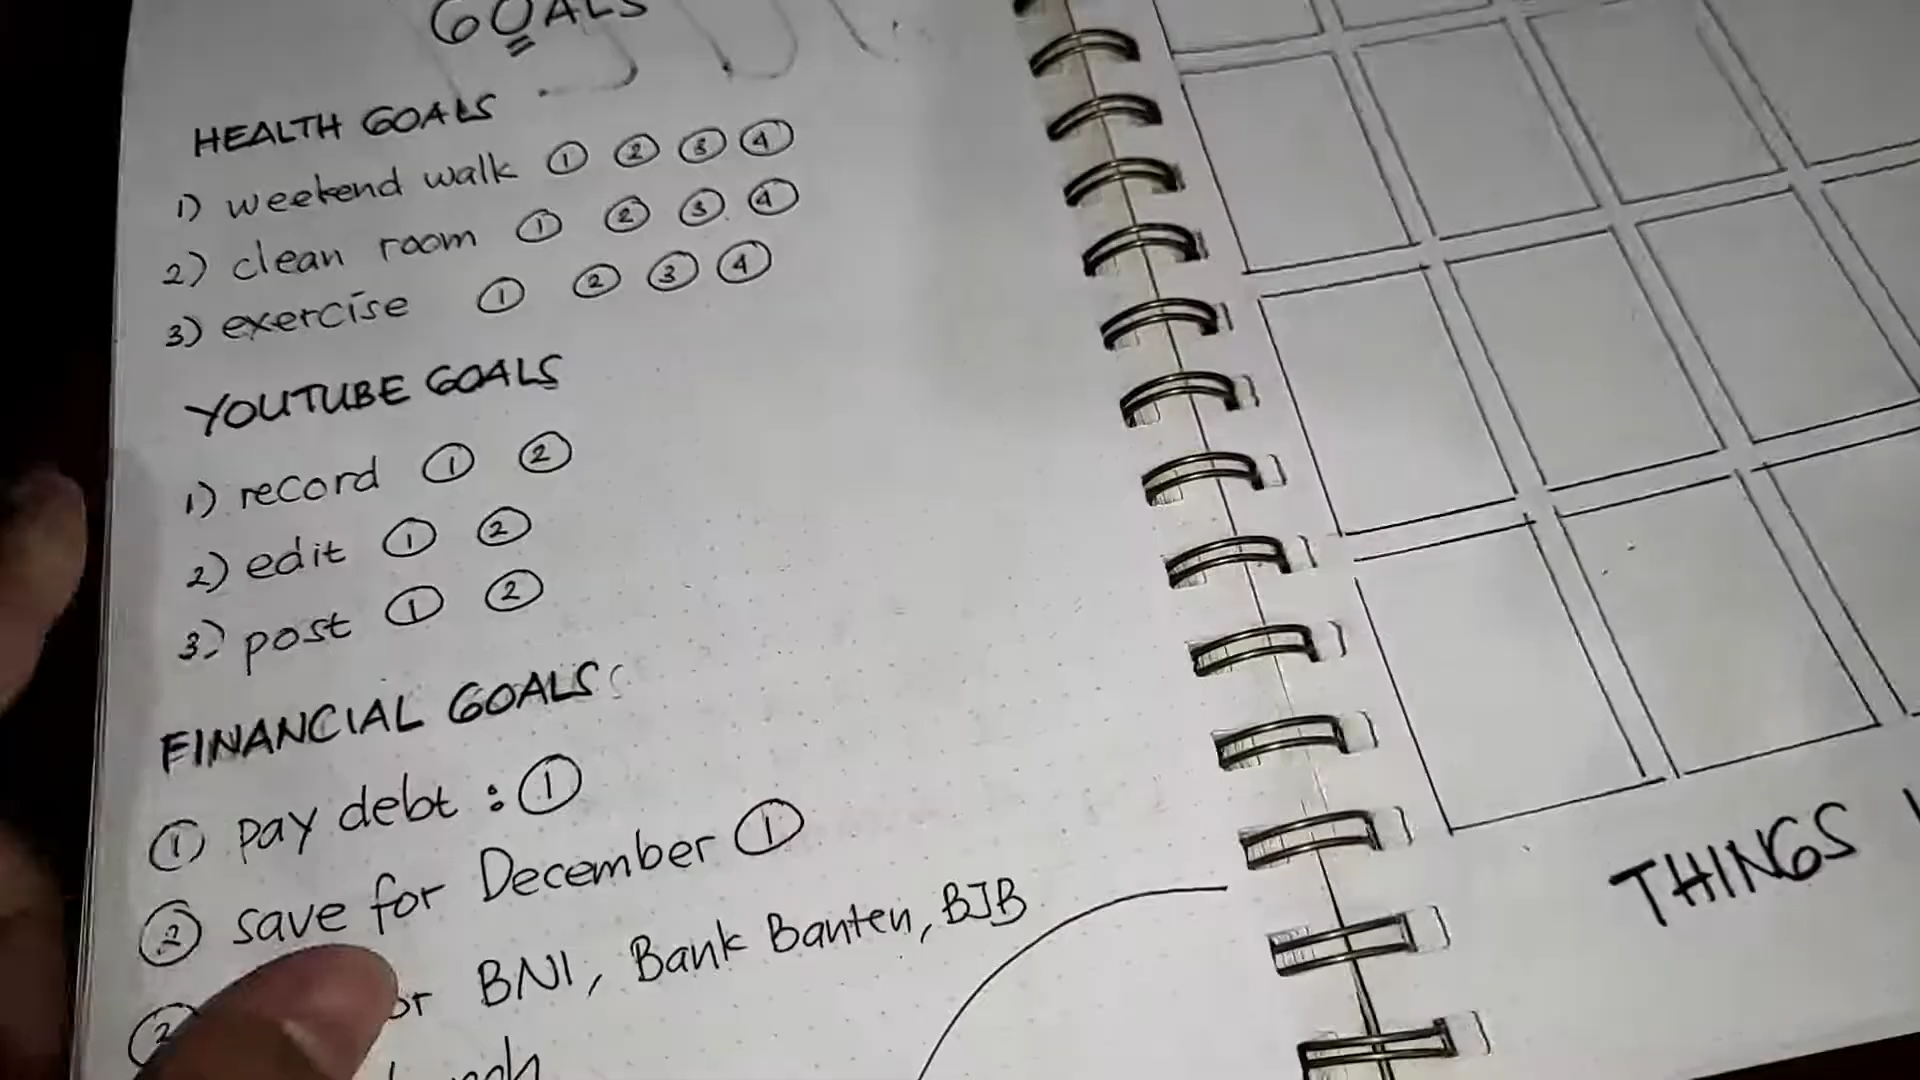 GOALS
HEALTH GOALS
1) weekend walk ① ② ③ ④
2) clean room ① ② ③ ④
3) exercise ① ② ③ ④
YOUTUBE GOALS
1) record ① ②
2) edit ① ②
3) post ① ②
FINANCIAL GOALS:
① pay debt : ①
② save for December ①
BNI, Bank Banten, BJB
THINGS